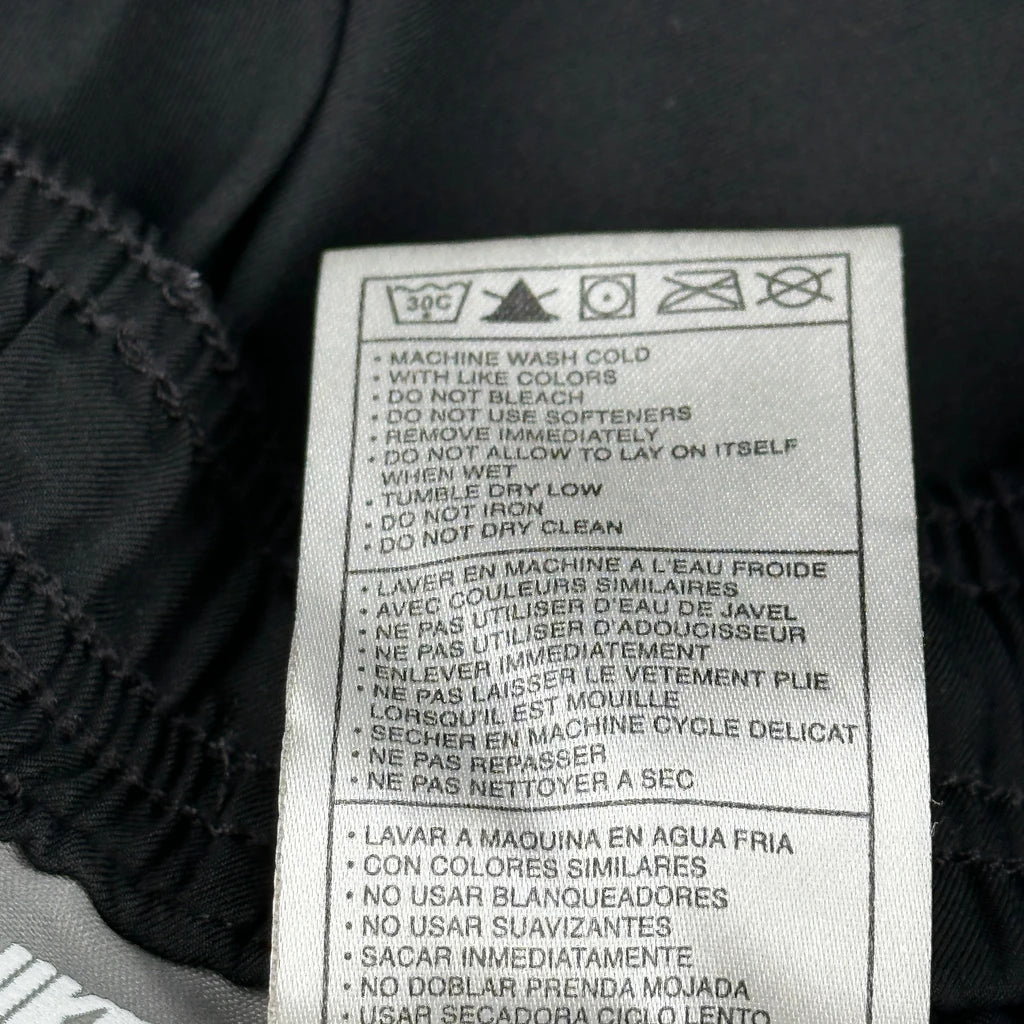 30C
• MACHINE WASH COLD
• WITH LIKE COLORS
• DO NOT BLEACH
• DO NOT USE SOFTENERS
• REMOVE IMMEDIATELY
• DO NOT ALLOW TO LAY ON ITSELF
WHEN WET
• TUMBLE DRY LOW
• DO NOT IRON
• DO NOT DRY CLEAN
• LAVER EN MACHINE A L'EAU FROIDE
• AVEC COULEURS SIMILAIRES
• NE PAS UTILISER D'EAU DE JAVEL
• NE PAS UTILISER D'ADOUCISSEUR
• ENLEVER IMMEDIATEMENT
• NE PAS LAISSER LE VETEMENT PLIE
LORSQU'IL EST MOUILLE
• SECHER EN MACHINE CYCLE DELICAT
• NE PAS REPASSER
• NE PAS NETTOYER A SEC
• LAVAR A MAQUINA EN AGUA FRIA
• CON COLORES SIMILARES
• NO USAR BLANQUEADORES
• NO USAR SUAVIZANTES
• SACAR INMEDIATAMENTE
• NO DOBLAR PRENDA MOJADA
• USAR SECADORA CICLO LENTO